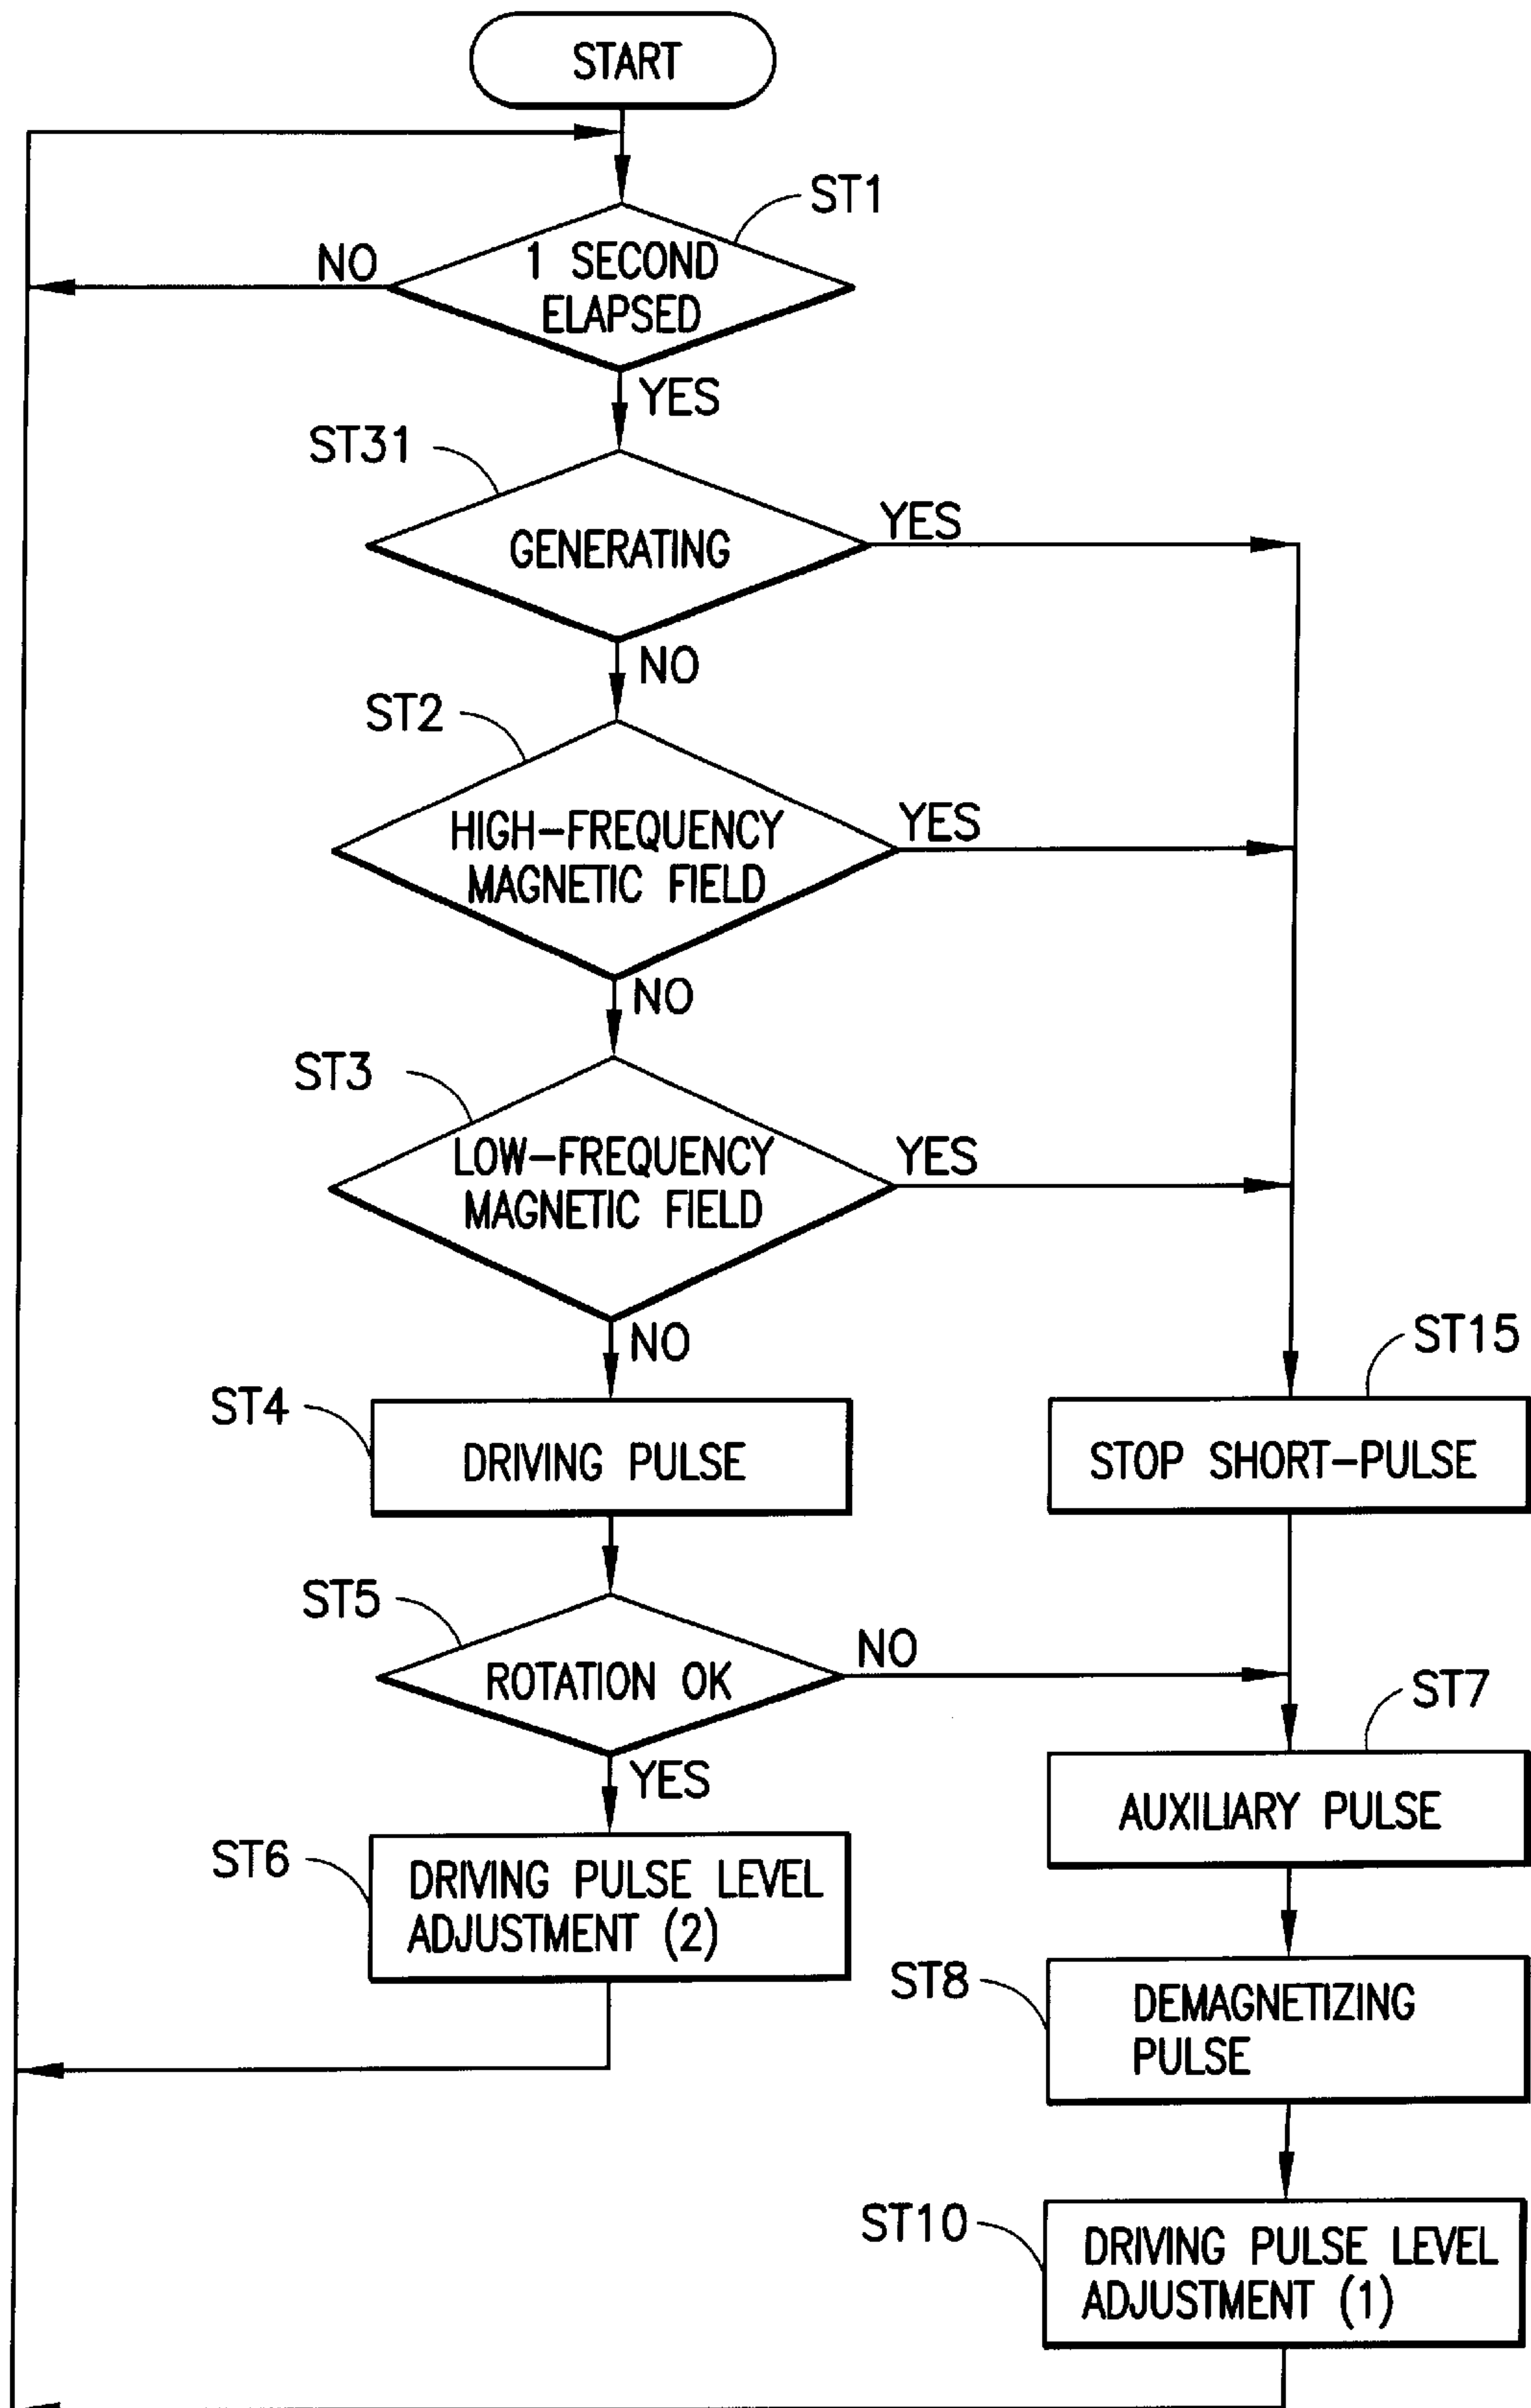 START
ST1
NO
1 SECOND
ELAPSED
YES
ST31
GENERATING
YES
NO
ST2
HIGH-FREQUENCY
MAGNETIC FIELD
YES
NO
ST3
LOW-FREQUENCY
MAGNETIC FIELD
YES
NO
ST15
ST4
DRIVING PULSE
STOP SHORT-PULSE
ST5
ROTATION OK
NO
ST7
YES
AUXILIARY PULSE
ST6
DRIVING PULSE LEVEL
ADJUSTMENT (2)
ST8
DEMAGNETIZING
PULSE
ST10
DRIVING PULSE LEVEL
ADJUSTMENT (1)